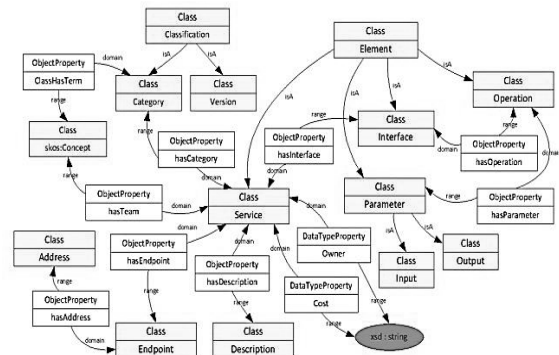 Class
Classification
Class
Element
ObjectProperty
ClassHasTerm
domain
isA
isA
isA
isA
isA
isA
range
Class
Category
Class
Version
Class
Operation
Class
skos:Concept
range
ObjectProperty
hasCategory
domain
range
ObjectProperty
hasInterface
domain
range
Class
Interface
domain
range
ObjectProperty
hasOperation
domain
range
ObjectProperty
hasTeam
domain
Class
Service
Class
Parameter
range
ObjectProperty
hasParameter
Class
Address
ObjectProperty
hasEndpoint
domain
domain
domain
domain
DataTypeProperty
Owner
isA
isA
Class
Input
Class
Output
range
ObjectProperty
hasAddress
domain
range
ObjectProperty
hasDescription
range
DataTypeProperty
Cost
range
range
xsd : string
Class
Endpoint
Class
Description